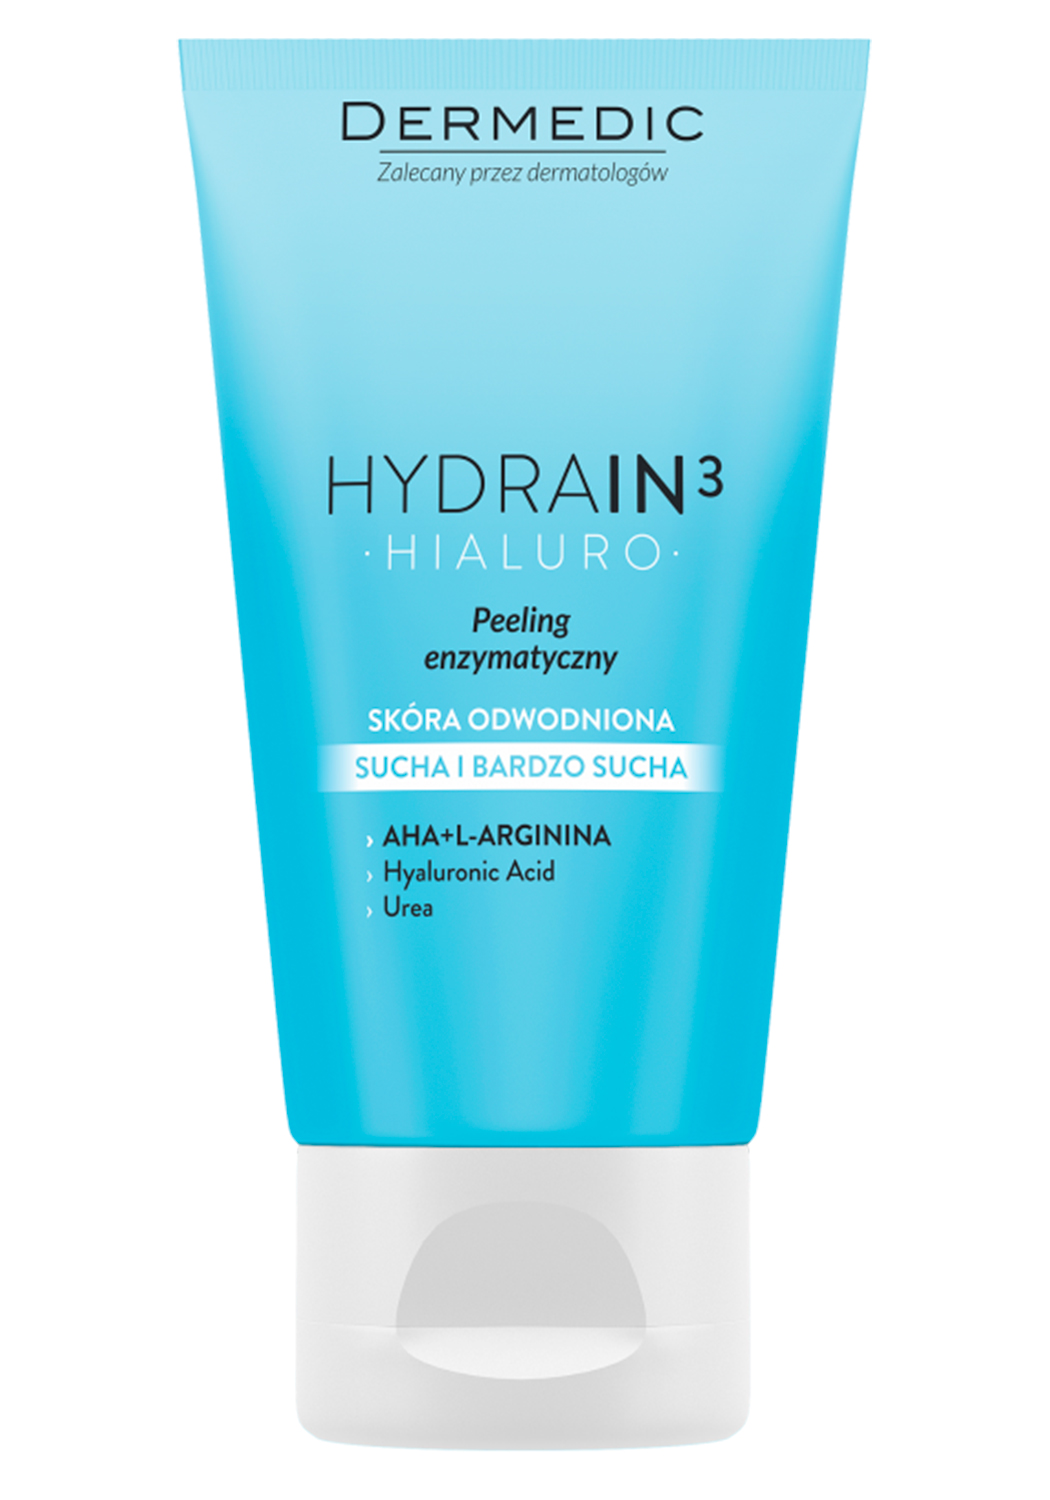 DERMEDIC
Zalecany przez dermatologów
HYDRAIN³
·HIALURO·
Peeling
enzymatyczny
SKÓRA ODWODNIONA
SUCHA I BARDZO SUCHA
› AHA+L-ARGININA
› Hyaluronic Acid
› Urea